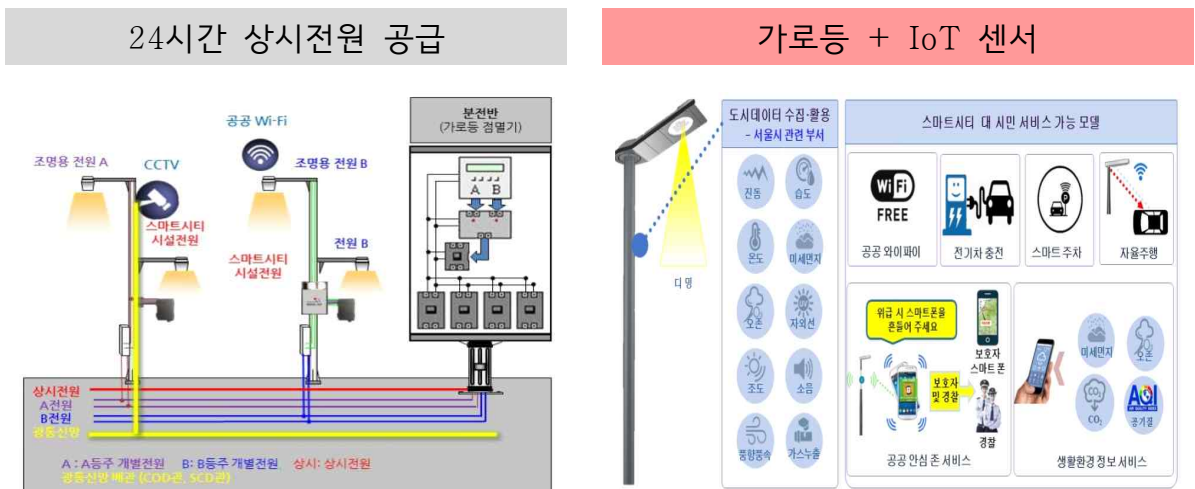 24시간 상시전원 공급
가로등 + IoT 센서
공공 Wi-Fi
조명용 전원 A
CCTV
조명용 전원 B
스마트시티
시설전원
전원 B
스마트시티
시설전원
분전반
(가로등 점멸기)
A B
상시전원
A전원
B전원
광통신망
A : A등주 개별전원 B: B등주 개별전원, 상시: 상시전원
광통신망 배관 (COD관, SCD관)
디밍
도시데이터 수집·활용
- 서울시 관련 부서
진동
습도
온도
미세먼지
오존
자외선
조도
소음
풍향풍속
가스누출
스마트시티 대 시민 서비스 가능 모델
Wi Fi
FREE
P
공공 와이파이
전기차 충전
스마트 주차
자율주행
위급 시 스마트폰을
흔들어 주세요
보호자
스마트 폰
보호자
및 경찰
경찰
공공 안심 존 서비스
미세먼지
오존
CO₂
CO₂
AQI
AIR QUALITY INDEX
공기질
생활환경 정보 서비스